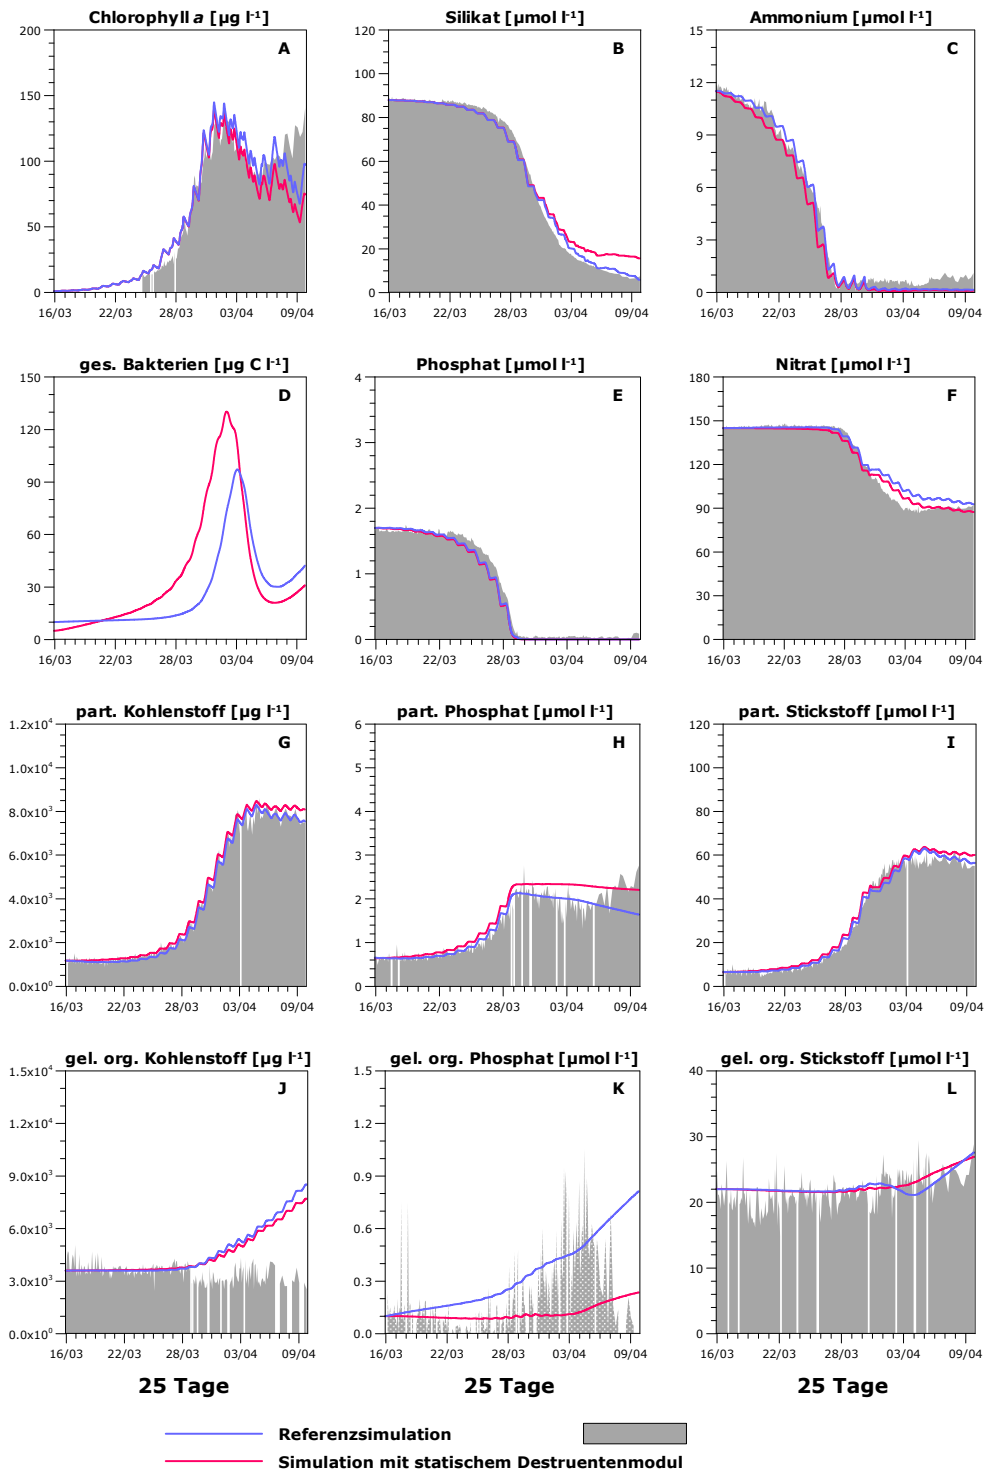 Chlorophyll a [µg l-1]
A
200
150
100
50
0
16/03 22/03 28/03 03/04 09/04
Silikat [µmol l-1]
B
120
100
80
60
40
20
0
16/03 22/03 28/03 03/04 09/04
Ammonium [µmol l-1]
C
15
12
9
6
3
0
16/03 22/03 28/03 03/04 09/04
ges. Bakterien [µg C l-1]
D
150
120
90
60
30
0
16/03 22/03 28/03 03/04 09/04
Phosphat [µmol l-1]
E
4
3
2
1
0
16/03 22/03 28/03 03/04 09/04
Nitrat [µmol l-1]
F
180
150
120
90
60
30
0
16/03 22/03 28/03 03/04 09/04
part. Kohlenstoff [µg l-1]
G
1.2x10⁴
1.0x10⁴
8.0x10³
6.0x10³
4.0x10³
2.0x10³
0.0x10⁰
16/03 22/03 28/03 03/04 09/04
part. Phosphat [µmol l-1]
H
6
5
4
3
2
1
0
16/03 22/03 28/03 03/04 09/04
part. Stickstoff [µmol l-1]
I
120
100
80
60
40
20
0
16/03 22/03 28/03 03/04 09/04
gel. org. Kohlenstoff [µg l-1]
J
1.5x10⁴
1.2x10⁴
9.0x10³
6.0x10³
3.0x10³
0.0x10⁰
16/03 22/03 28/03 03/04 09/04
25 Tage
gel. org. Phosphat [µmol l-1]
K
1.5
1.2
0.9
0.6
0.3
0.0
16/03 22/03 28/03 03/04 09/04
25 Tage
gel. org. Stickstoff [µmol l-1]
L
40
30
20
10
0
16/03 22/03 28/03 03/04 09/04
25 Tage
Referenzsimulation
Simulation mit statischem Destruentenmodul